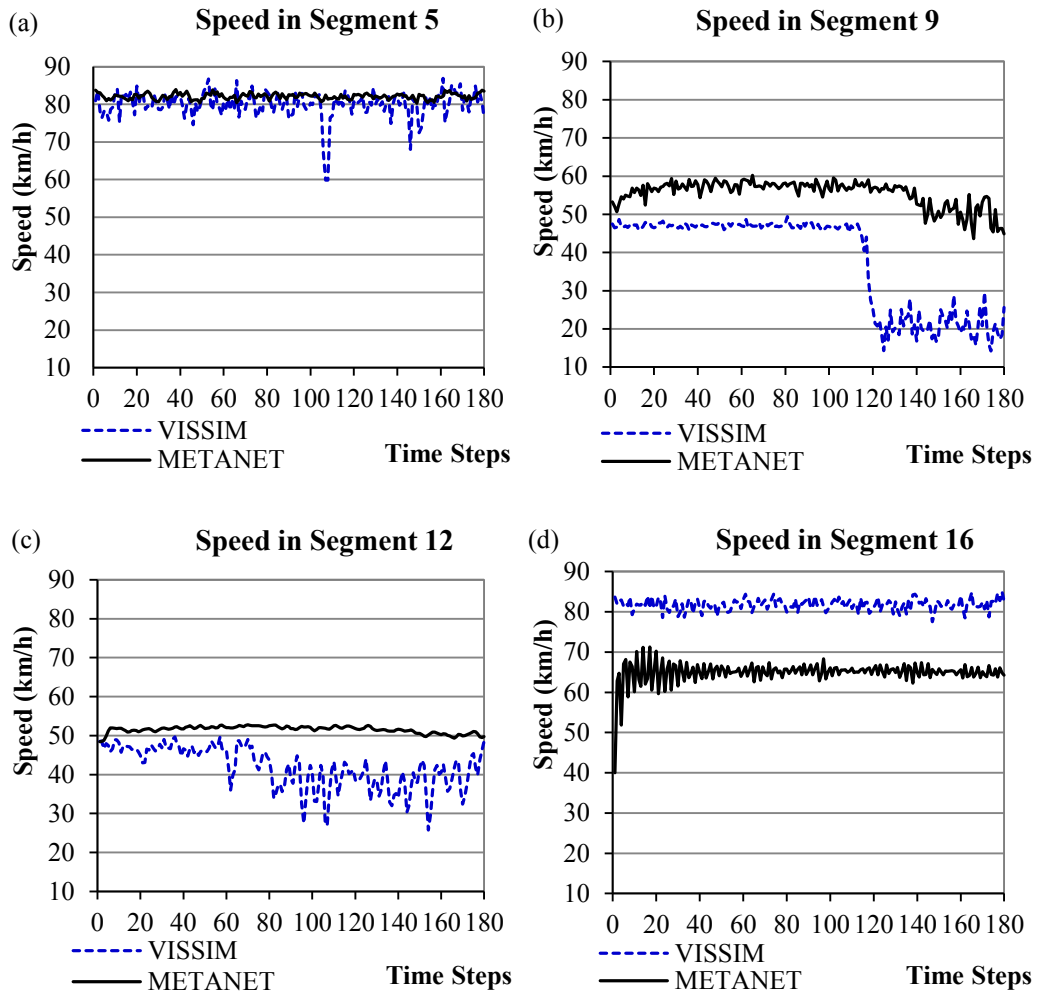 (a)
Speed in Segment 5
90
80
70
60
50
40
30
20
10
Speed (km/h)
0 20 40 60 80 100 120 140 160 180
VISSIM
METANET
Time Steps
(b)
Speed in Segment 9
90
80
70
60
50
40
30
20
10
Speed (km/h)
0 20 40 60 80 100 120 140 160 180
VISSIM
METANET
Time Steps
(c)
Speed in Segment 12
90
80
70
60
50
40
30
20
10
Speed (km/h)
0 20 40 60 80 100 120 140 160 180
VISSIM
METANET
Time Steps
(d)
Speed in Segment 16
90
80
70
60
50
40
30
20
10
Speed (km/h)
0 20 40 60 80 100 120 140 160 180
VISSIM
METANET
Time Steps